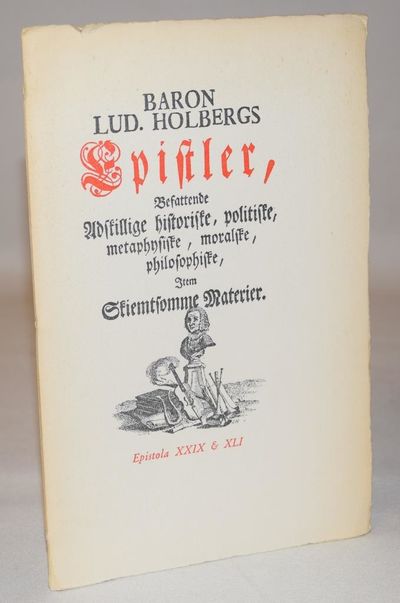 BARON
LUD. HOLBERGS
Epistler,
Befattende
Adskillige historiske, politiske,
metaphysiske, moralske,
philosophiske,
Item
Skiemtsomme Materier.
Epistola XXIX & XLI